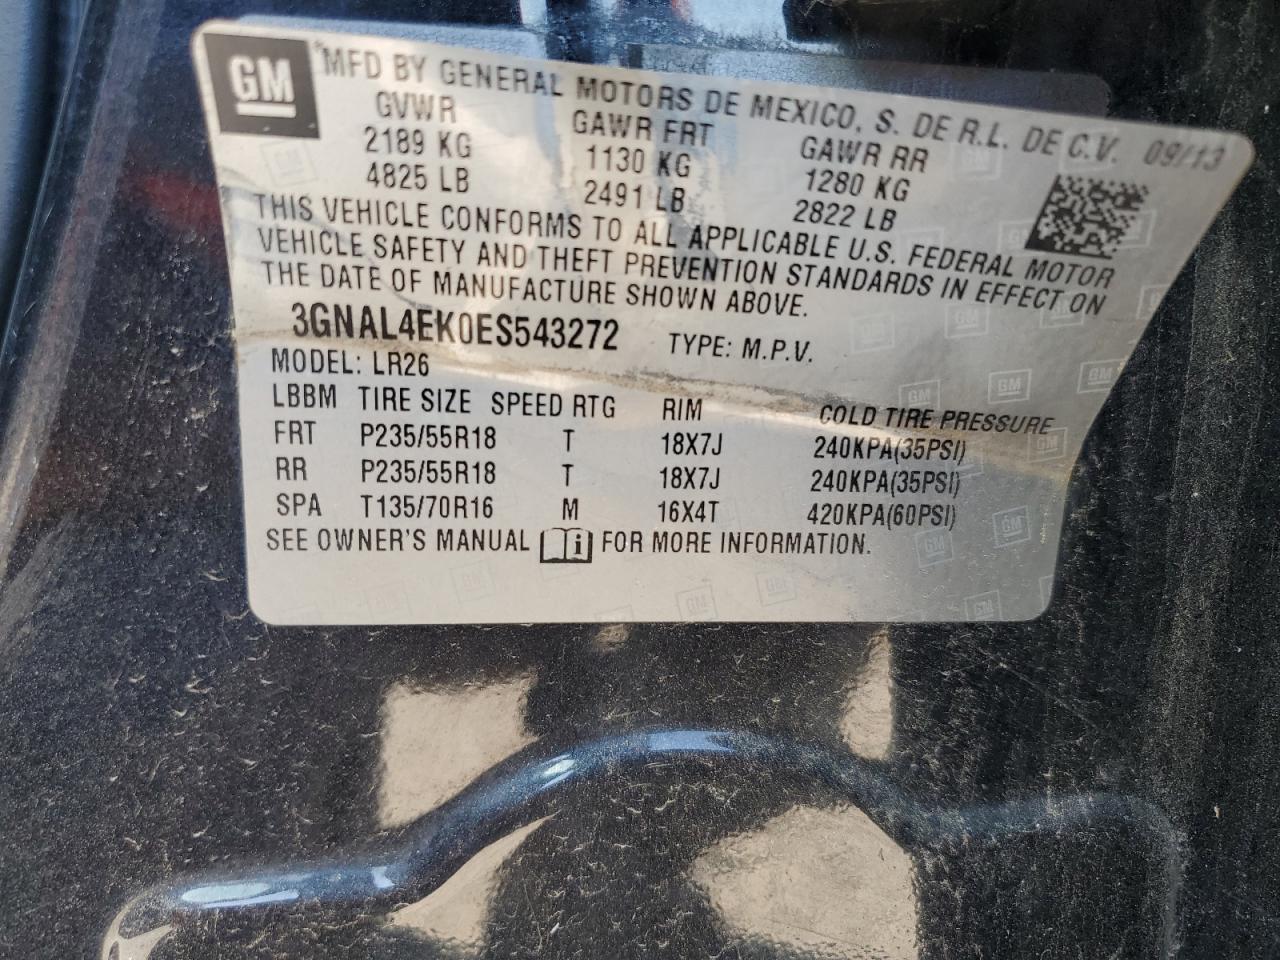 GM
*MFD BY GENERAL MOTORS DE MEXICO, S. DE R.L. DE C.V. 09/13
GVWR GAWR FRT GAWR RR
2189 KG 1130 KG 1280 KG
4825 LB 2491 LB 2822 LB
THIS VEHICLE CONFORMS TO ALL APPLICABLE U.S. FEDERAL MOTOR
VEHICLE SAFETY AND THEFT PREVENTION STANDARDS IN EFFECT ON
THE DATE OF MANUFACTURE SHOWN ABOVE.
3GNAL4EK0ES543272 TYPE: M.P.V.
MODEL: LR26
LBBM TIRE SIZE SPEED RTG RIM COLD TIRE PRESSURE
FRT P235/55R18 T 18X7J 240KPA(35PSI)
RR P235/55R18 T 18X7J 240KPA(35PSI)
SPA T135/70R16 M 16X4T 420KPA(60PSI)
SEE OWNER'S MANUAL i FOR MORE INFORMATION.